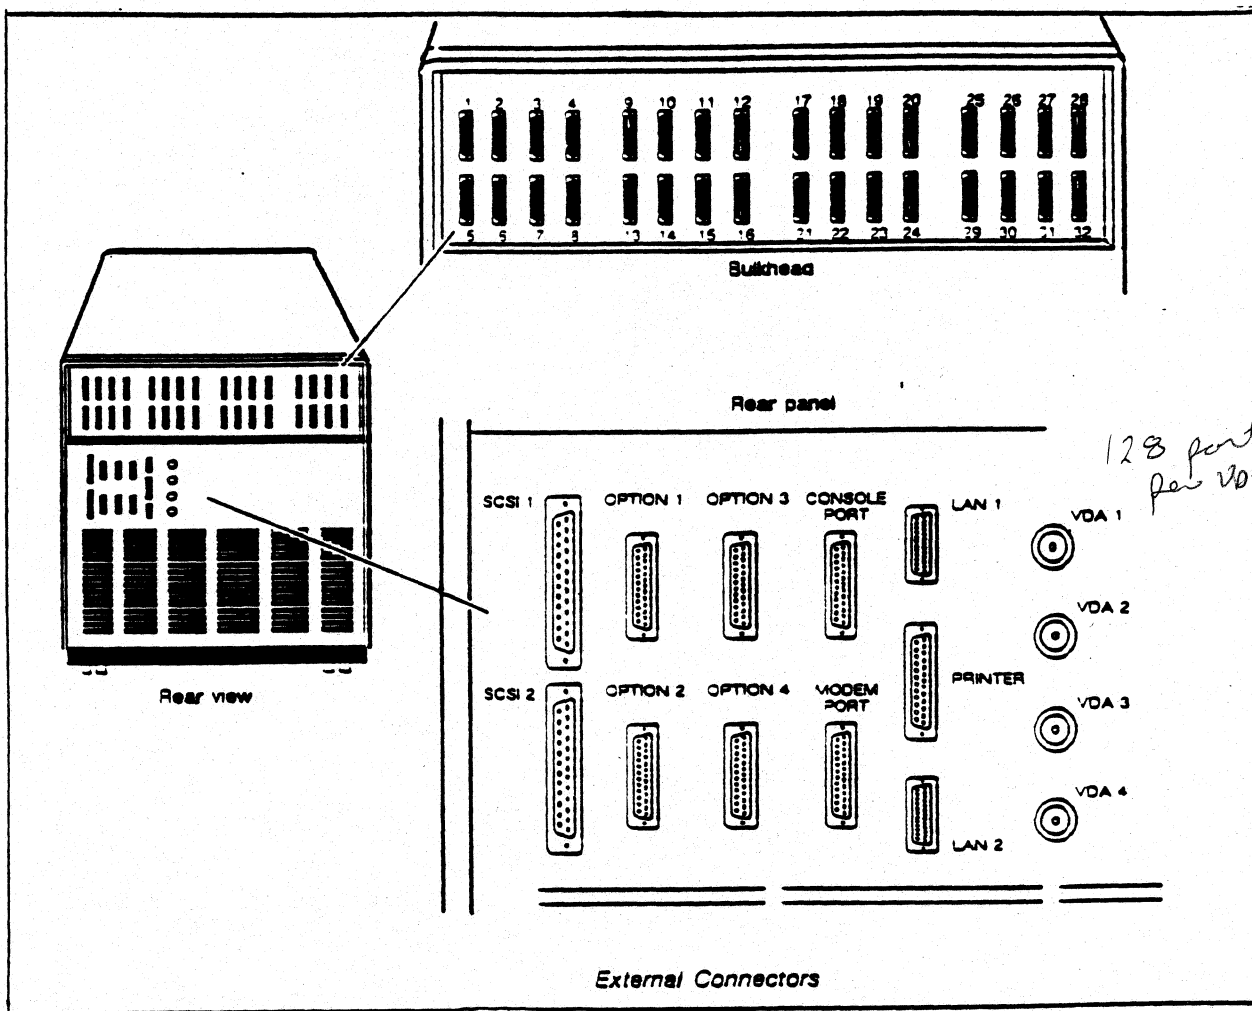 1 2 3 4 9 10 11 12 17 18 19 20 25 26 27 28
5 6 7 8 13 14 15 16 21 22 23 24 29 30 31 32
Bulkhead
Rear view
Rear panel
128 port
per VD
SCSI 1 OPTION 1 OPTION 3 CONSOLE PORT LAN 1 VDA 1
VDA 2
SCSI 2 OPTION 2 OPTION 4 MODEM PORT PRINTER VDA 3
VDA 4
LAN 2
External Connectors